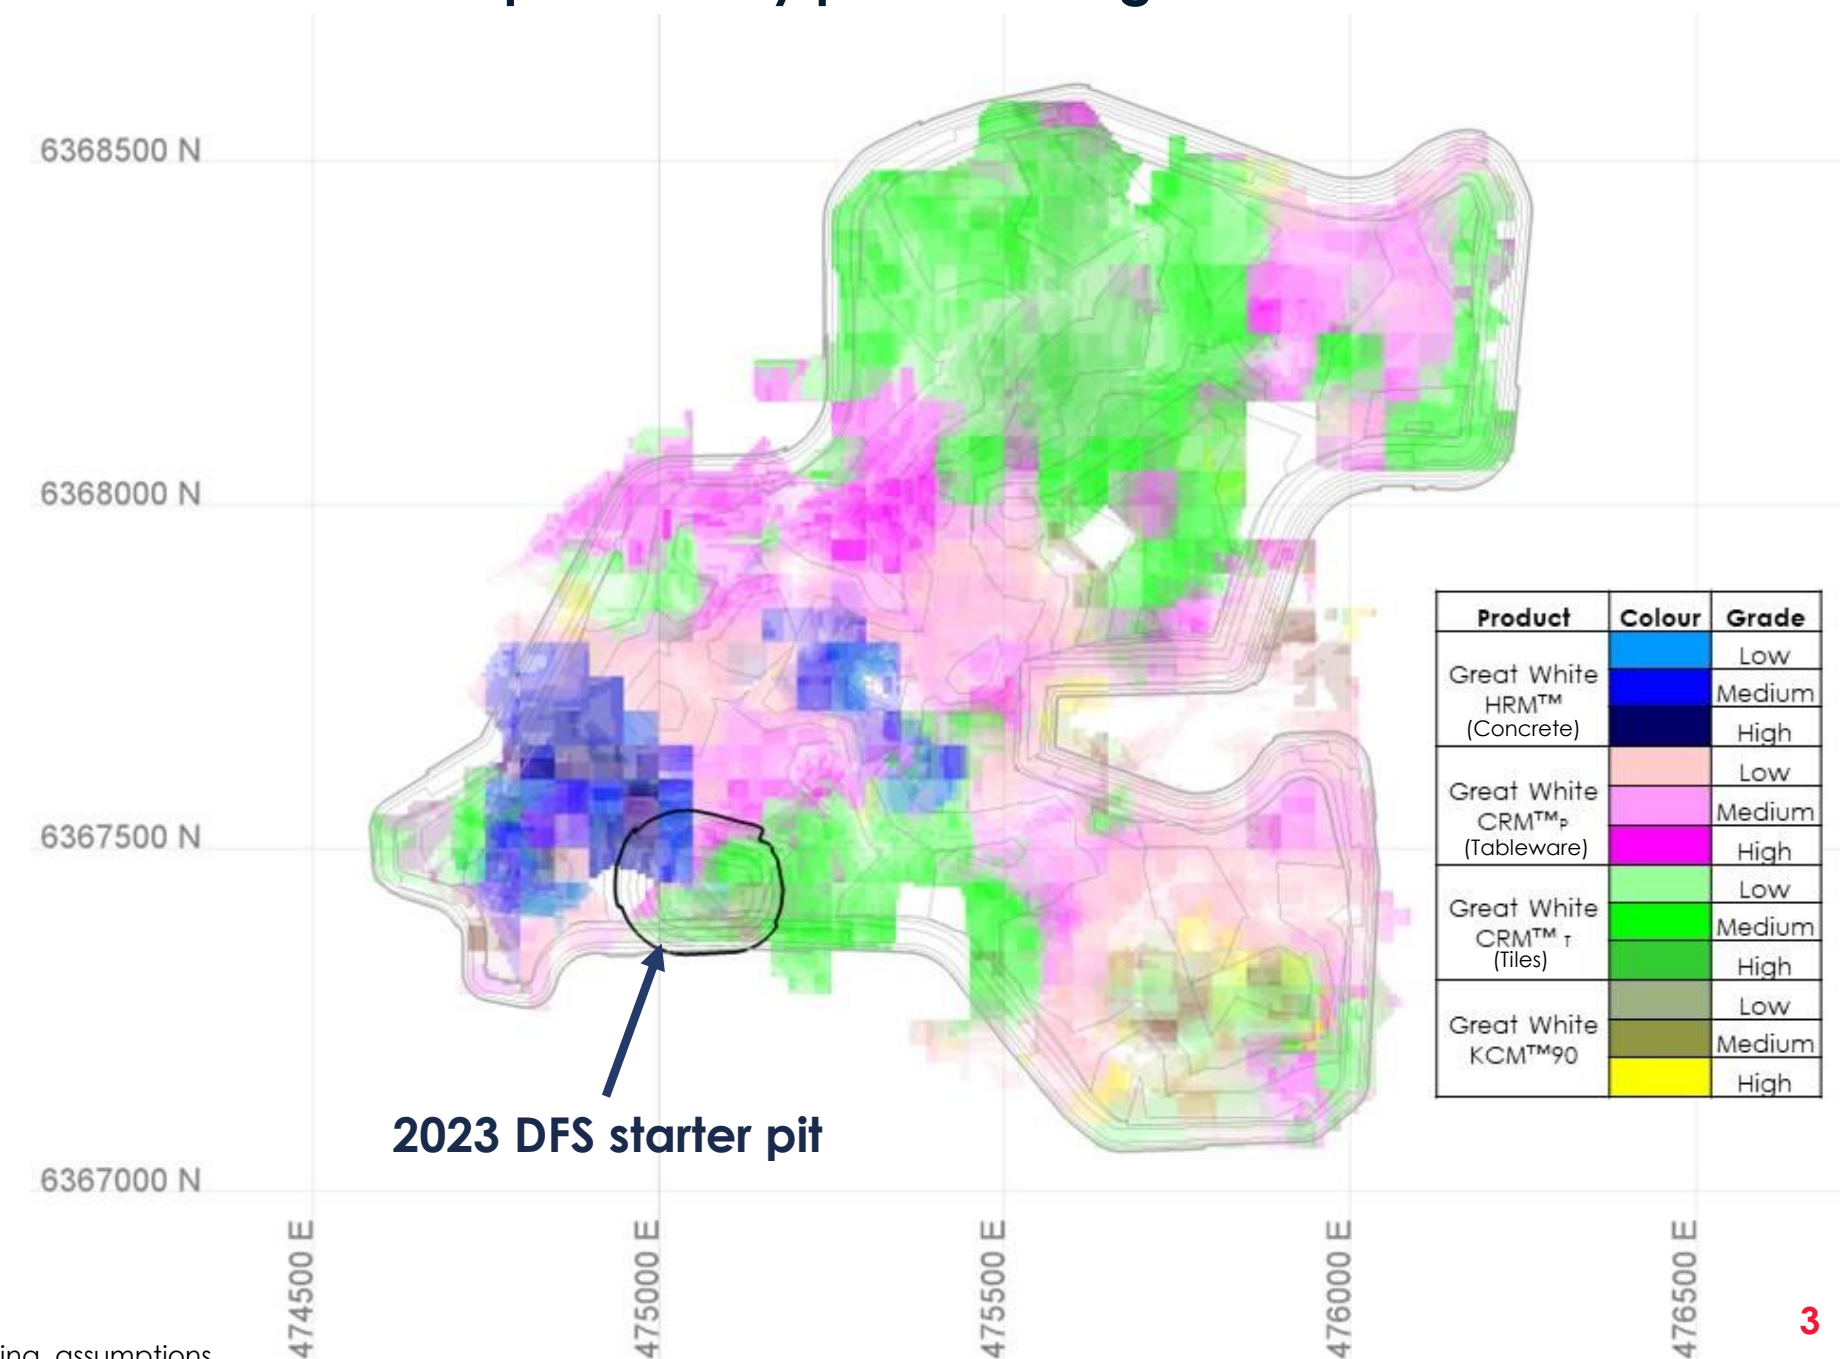 6368500 N
6368000 N
6367500 N
6367000 N
Product Colour Grade
Great White
HRM™
(Concrete)
Low
Medium
High
Great White
CRM™P
(Tableware)
Low
Medium
High
Great White
CRM™ T
(Tiles)
Low
Medium
High
Great White
KCM™90
Low
Medium
High
2023 DFS starter pit
474500 E
475000 E
475500 E
476000 E
476500 E
3
assumptions